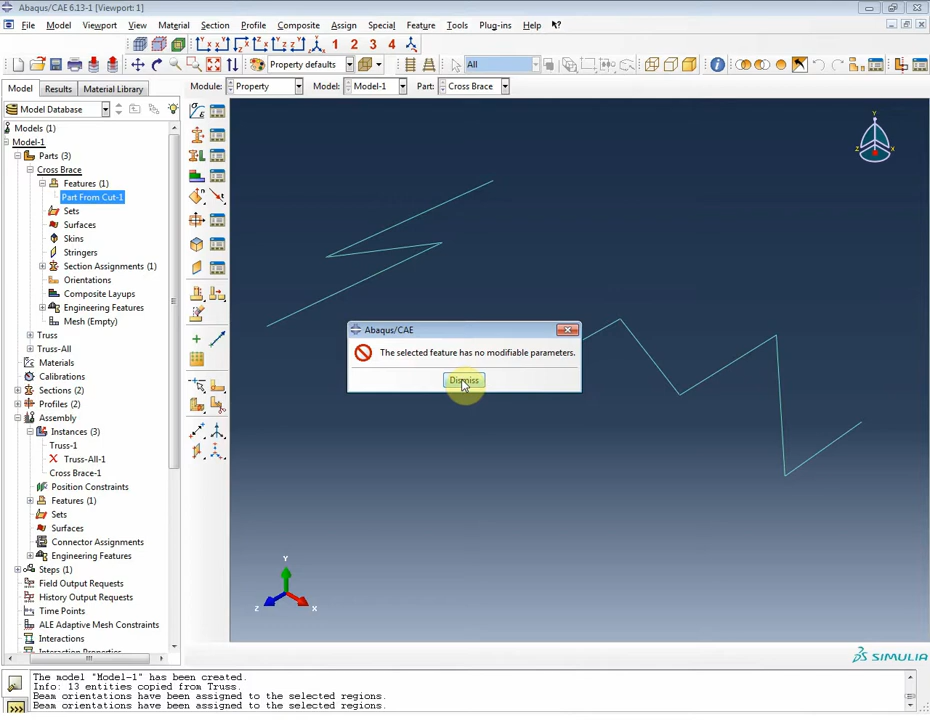 Abaqus/CAE 6.13-1 [Viewport: 1]
File Model Viewport View Material Section Profile Composite Assign Special Feature Tools Plug-ins Help
1 2 3 4
Property defaults All
Model Results Material Library Module: Property Model: Model-1 Part: Cross Brace
Model Database
Models (1)
Model-1
Parts (3)
Cross Brace
Features (1)
Part From Cut-1
Sets
Surfaces
Skins
Stringers
Section Assignments (1)
Orientations
Composite Layups
Engineering Features
Mesh (Empty)
Truss
Truss-All
Materials
Calibrations
Sections (2)
Profiles (2)
Assembly
Instances (3)
Truss-1
Truss-All-1
Cross Brace-1
Position Constraints
Features (1)
Sets
Surfaces
Connector Assignments
Engineering Features
Steps (1)
Field Output Requests
History Output Requests
Time Points
ALE Adaptive Mesh Constraints
Interactions
Interaction Properties
Y
Z X
Abaqus/CAE
The selected feature has no modifiable parameters.
Dismiss
Y
Z X
SIMULIA
The model "Model-1" has been created.
Info: 13 entities copied from Truss.
Beam orientations have been assigned to the selected regions.
Beam orientations have been assigned to the selected regions.
>>>